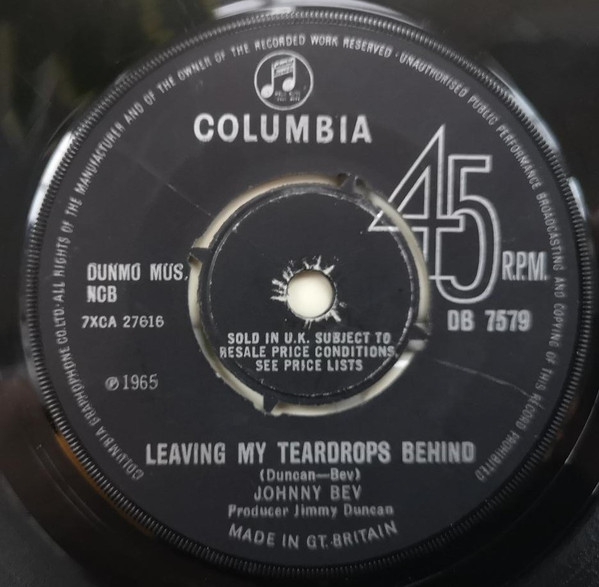 COLUMBIA GRAPHOPHONE CO.LTD·ALL RIGHTS OF THE MANUFACTURER AND OF THE OWNER OF THE RECORDED WORK RESERVED·UNAUTHORISED PUBLIC PERFORMANCE BROADCASTING AND COPYING OF THIS RECORD PROHIBITED
COLUMBIA
45
R.P.M.
DUNMO MUS.
NCB
7XCA 27616
DB 7579
SOLD IN U.K. SUBJECT TO
RESALE PRICE CONDITIONS,
SEE PRICE LISTS
℗1965
LEAVING MY TEARDROPS BEHIND
(Duncan—Bev)
JOHNNY BEV
Producer Jimmy Duncan
MADE IN GT. BRITAIN